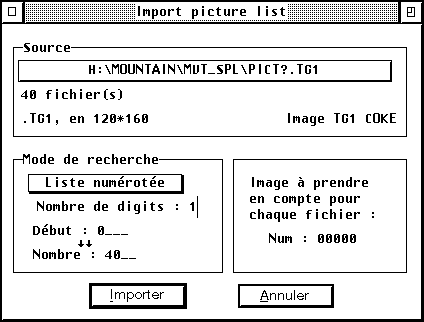 Import picture list
Source
H:\MOUNTAIN\MVT_SPL\PICT?.TG1
40 fichier(s)
.TG1, en 120*160 Image TG1 COKE
Mode de recherche
Liste numérotée
Nombre de digits : 1
Début : 0___
Nombre : 40__
Image à prendre
en compte pour
chaque fichier :
Num : 00000
Importer Annuler